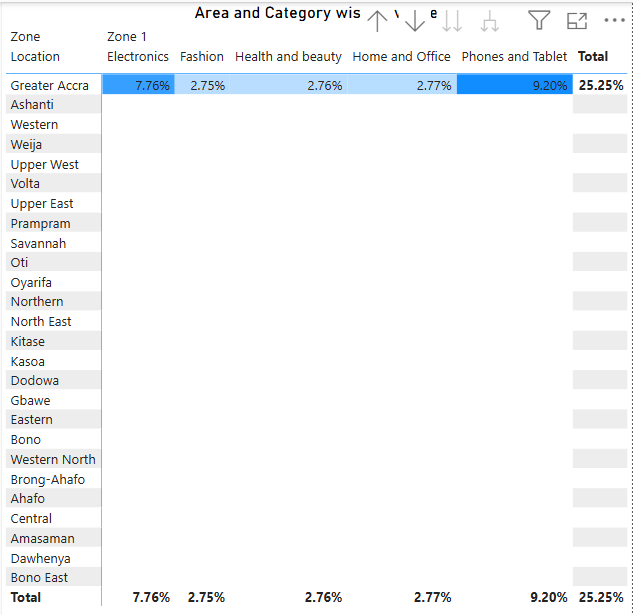 Area and Category wis
Zone Zone 1
Location Electronics Fashion Health and beauty Home and Office Phones and Tablet Total
Greater Accra 7.76% 2.75% 2.76% 2.77% 9.20% 25.25%
Ashanti
Western
Weija
Upper West
Volta
Upper East
Prampram
Savannah
Oti
Oyarifa
Northern
North East
Kitase
Kasoa
Dodowa
Gbawe
Eastern
Bono
Western North
Brong-Ahafo
Ahafo
Central
Amasaman
Dawhenya
Bono East
Total 7.76% 2.75% 2.76% 2.77% 9.20% 25.25%